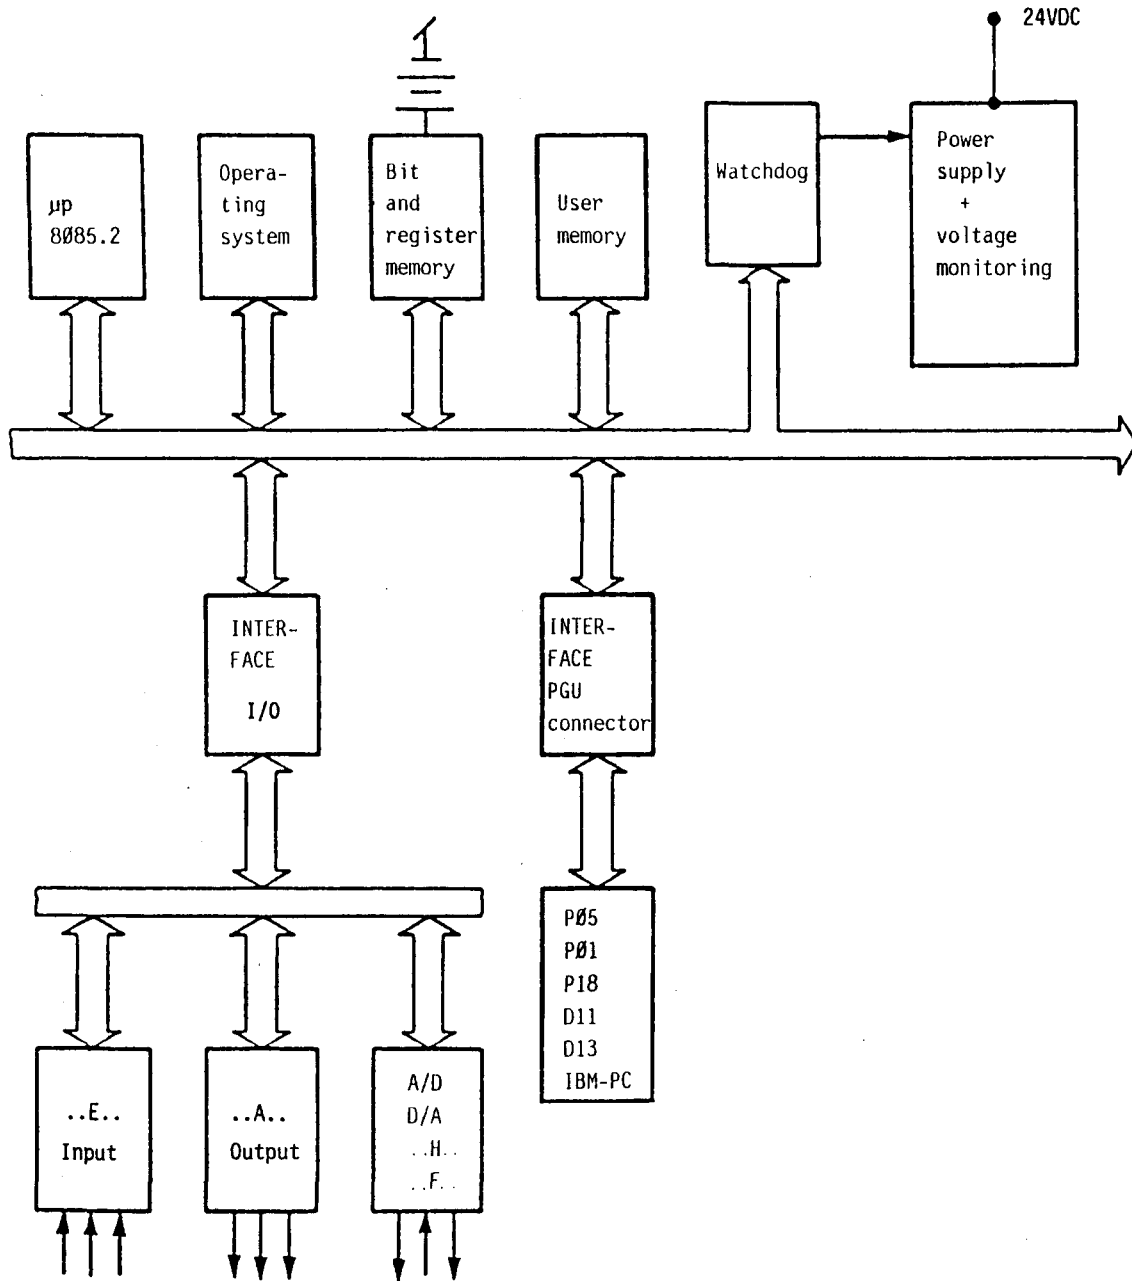 24VDC
µp
8Ø85.2
Opera-
ting
system
Bit
and
register
memory
User
memory
Watchdog
Power
supply
+
voltage
monitoring
INTER-
FACE
I/O
INTER-
FACE
PGU
connector
PØ5
PØ1
P18
D11
D13
IBM-PC
..E..
Input
..A..
Output
A/D
D/A
..H..
..F..